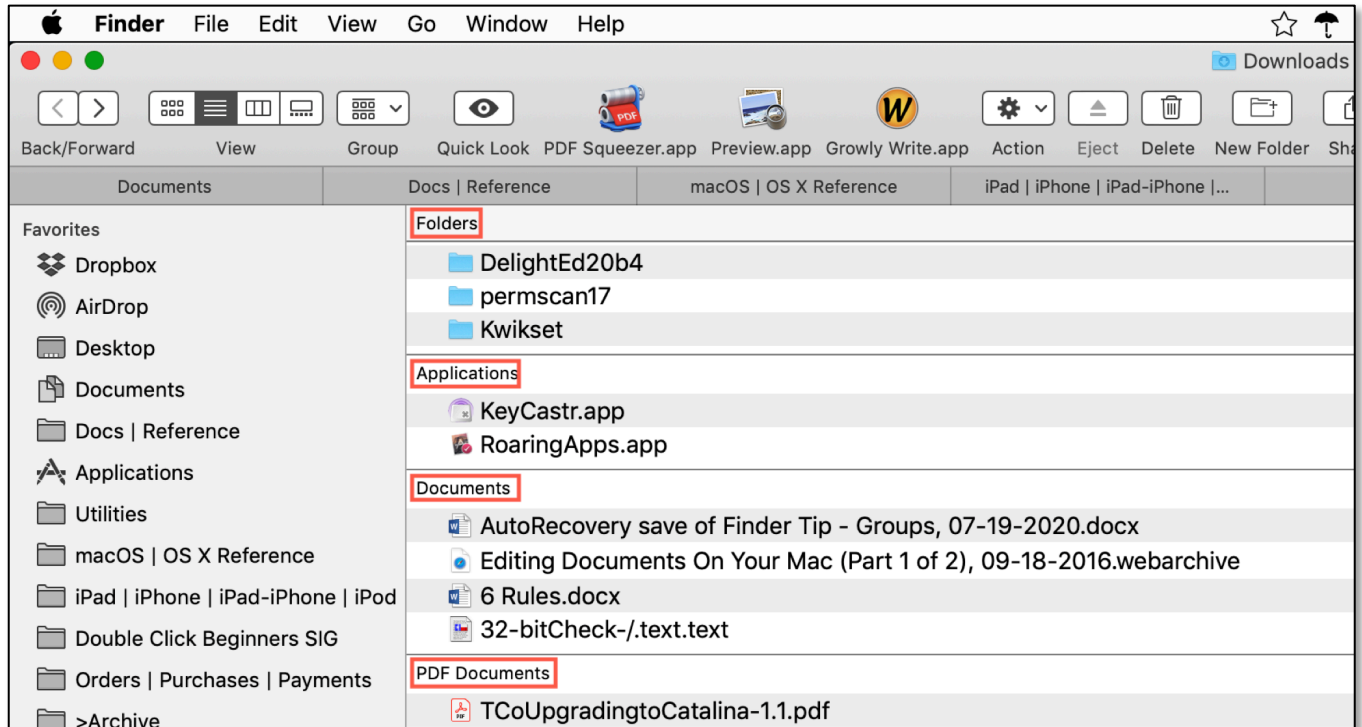 Finder File Edit View Go Window Help
Downloads
Back/Forward View Group Quick Look PDF Squeezer.app Preview.app Growly Write.app Action Eject Delete New Folder
Documents Docs | Reference macOS | OS X Reference iPad | iPhone | iPad-iPhone |...
Favorites
Dropbox
AirDrop
Desktop
Documents
Docs | Reference
Applications
Utilities
macOS | OS X Reference
iPad | iPhone | iPad-iPhone | iPod
Double Click Beginners SIG
Orders | Purchases | Payments
>Archive
Folders
DelightEd20b4
permscan17
Kwikset
Applications
KeyCastr.app
RoaringApps.app
Documents
AutoRecovery save of Finder Tip - Groups, 07-19-2020.docx
Editing Documents On Your Mac (Part 1 of 2), 09-18-2016.webarchive
6 Rules.docx
32-bitCheck-/.text.text
PDF Documents
TCoUpgradingtoCatalina-1.1.pdf